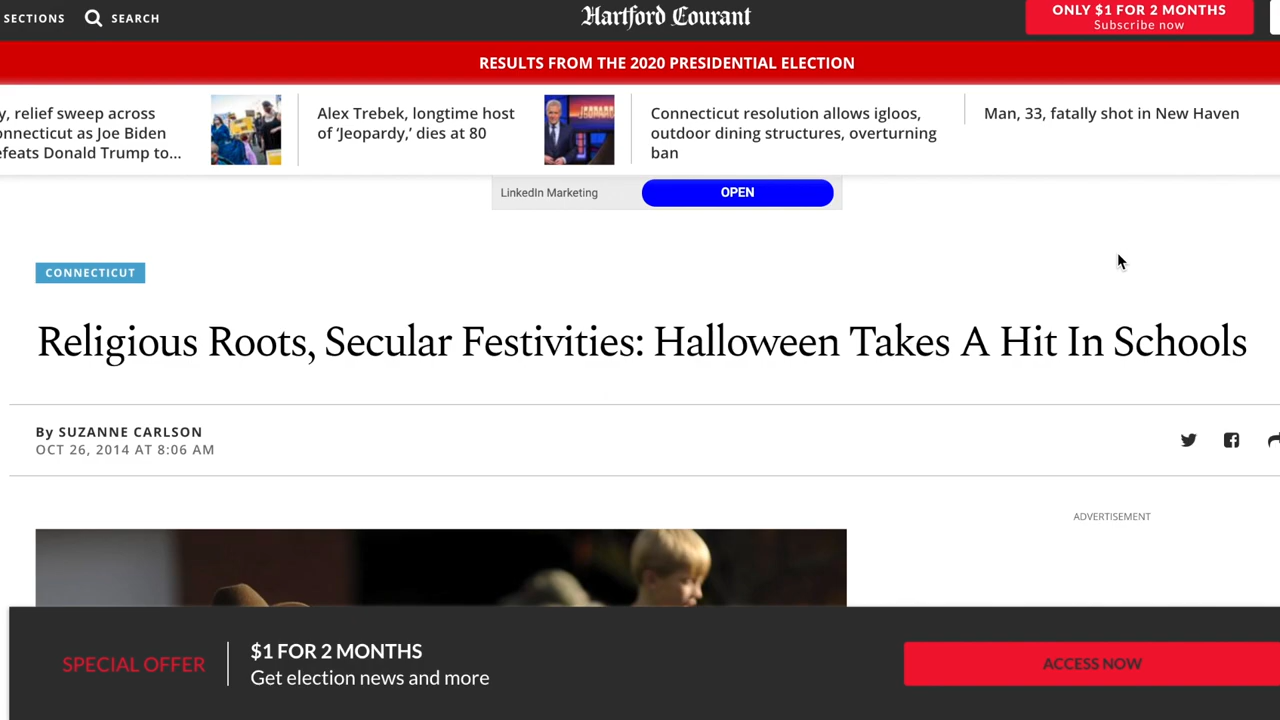 SECTIONS
SEARCH
Hartford Courant
ONLY $1 FOR 2 MONTHS
Subscribe now
RESULTS FROM THE 2020 PRESIDENTIAL ELECTION
relief sweep across
as Joe Biden
Donald Trump to...
Alex Trebek, longtime host
of ‘Jeopardy,’ dies at 80
Connecticut resolution allows igloos,
outdoor dining structures, overturning
ban
Man, 33, fatally shot in New Haven
LinkedIn Marketing
OPEN
CONNECTICUT
Religious Roots, Secular Festivities: Halloween Takes A Hit In Schools
By SUZANNE CARLSON
OCT 26, 2014 AT 8:06 AM
ADVERTISEMENT
SPECIAL OFFER
$1 FOR 2 MONTHS
Get election news and more
ACCESS NOW